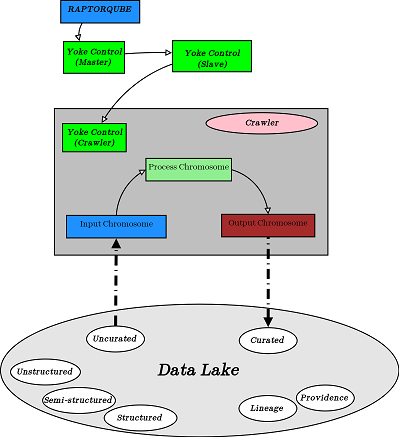 RAPTORQUBE
Yoke Control
(Master)
Yoke Control
(Slave)
Crawler
Yoke Control
(Crawler)
Process Chromosome
Input Chromosome
Output Chromosome
Uncurated
Curated
Data Lake
Unstructured
Semi-structured
Structured
Lineage
Providence